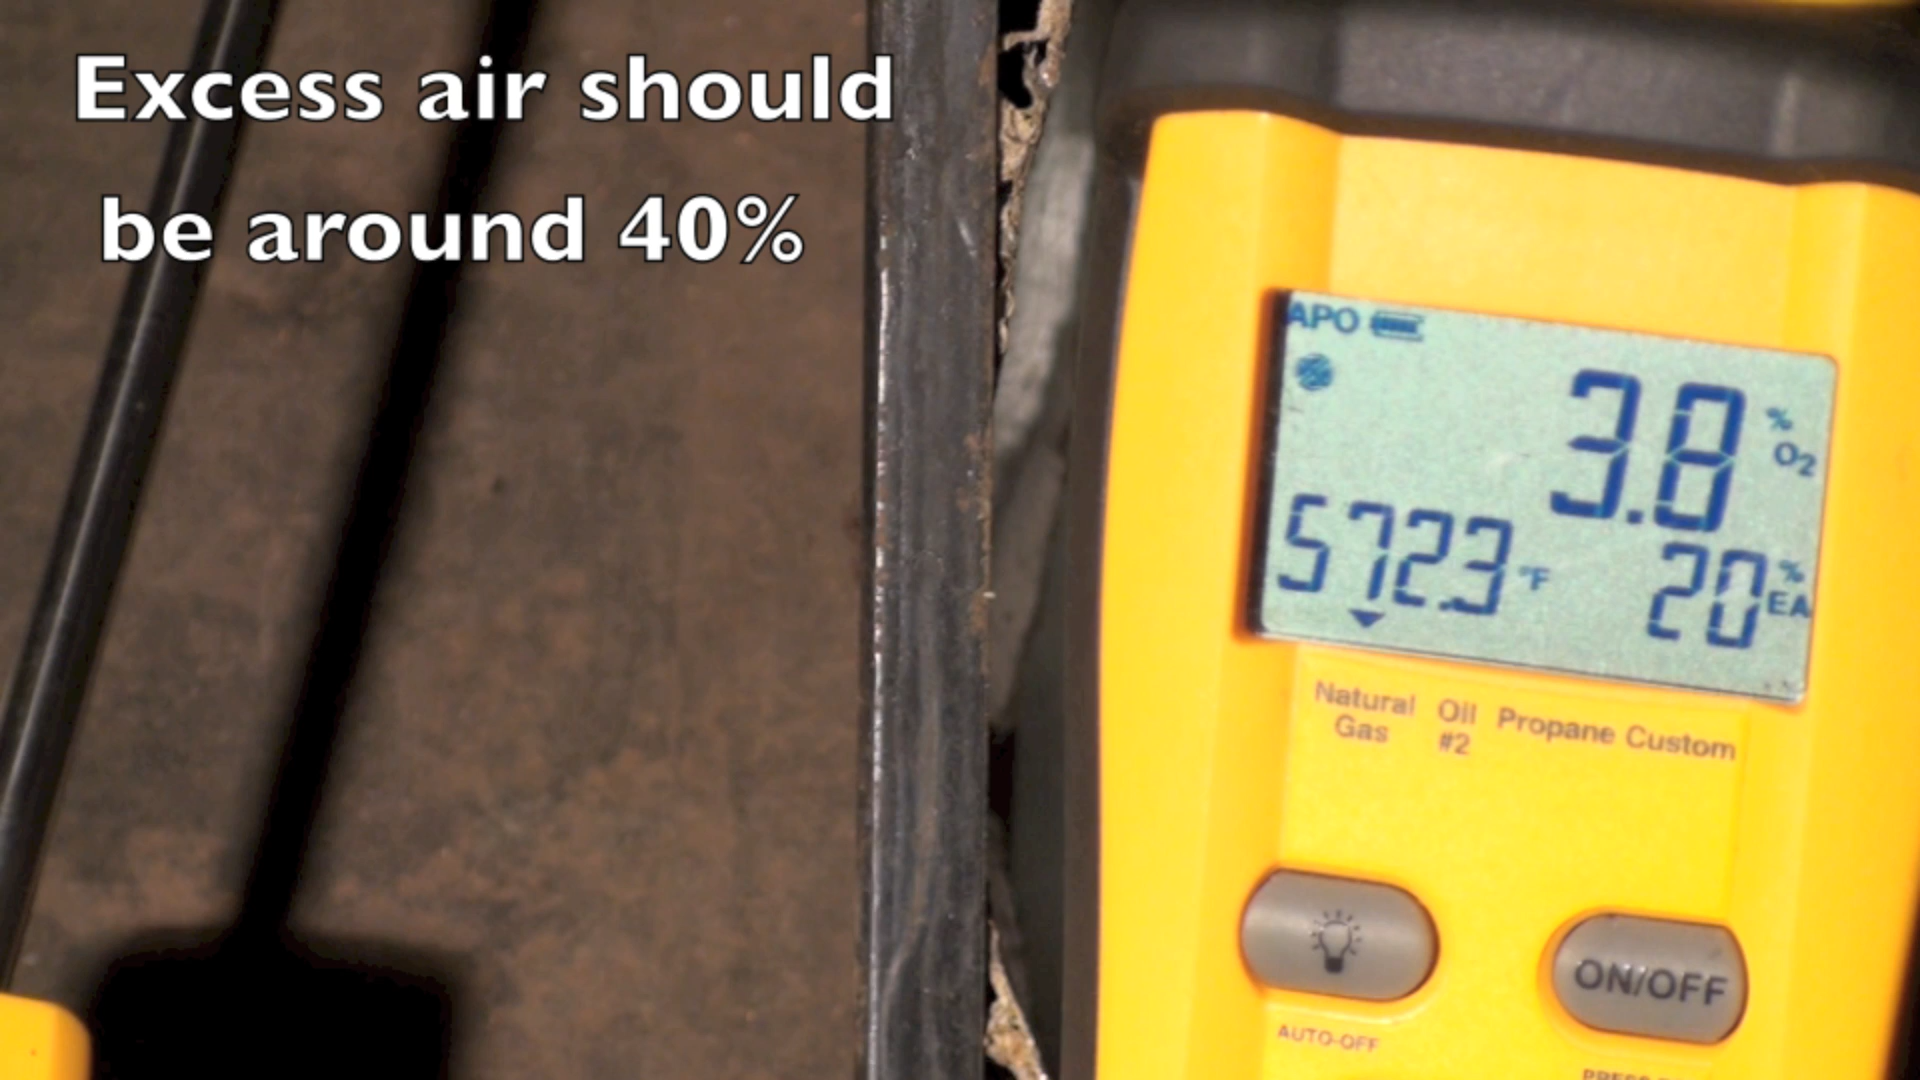 Excess air should
be around 40%
APO
3.8 % O2
572.3 °F 20 % EA
Natural Gas Oil #2 Propane Custom
ON/OFF
AUTO-OFF